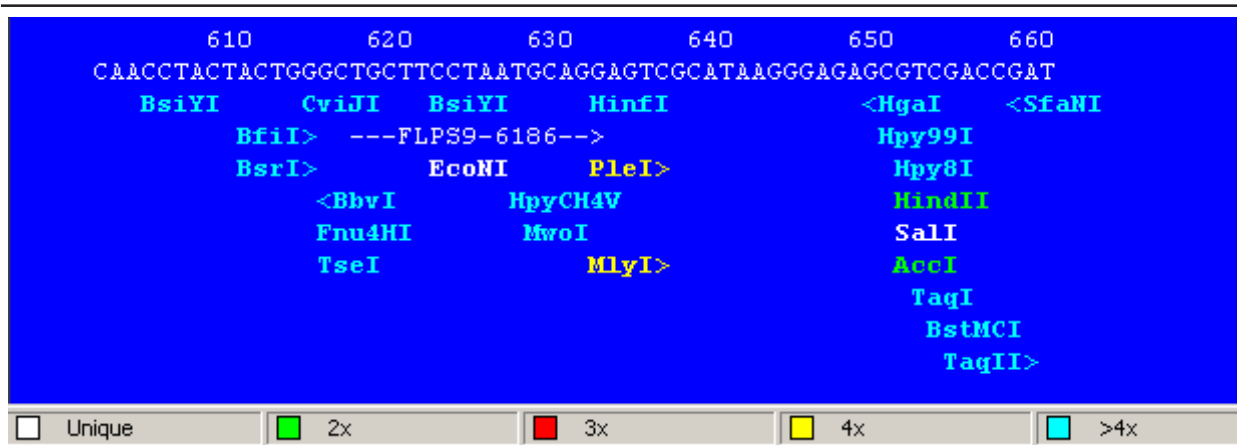 610 620 630 640 650 660
CAACCTACTACTGGGCTGCTTCCTAATGCAGGAGTCGCATAAGGGAGAGCGTCGACCGAT
BsiYI CviJI BsiYI HinfI <HgaI <SfaNI
BfiI> ---FLPS9-6186--> Hpy99I
BsrI> EcoNI PleI> Hpy8I
<BbvI HpyCH4V HindII
Fnu4HI MwoI SalI
TseI MlyI> AccI
TaqI
BstMCI
TaqII>
Unique 2x 3x 4x >4x